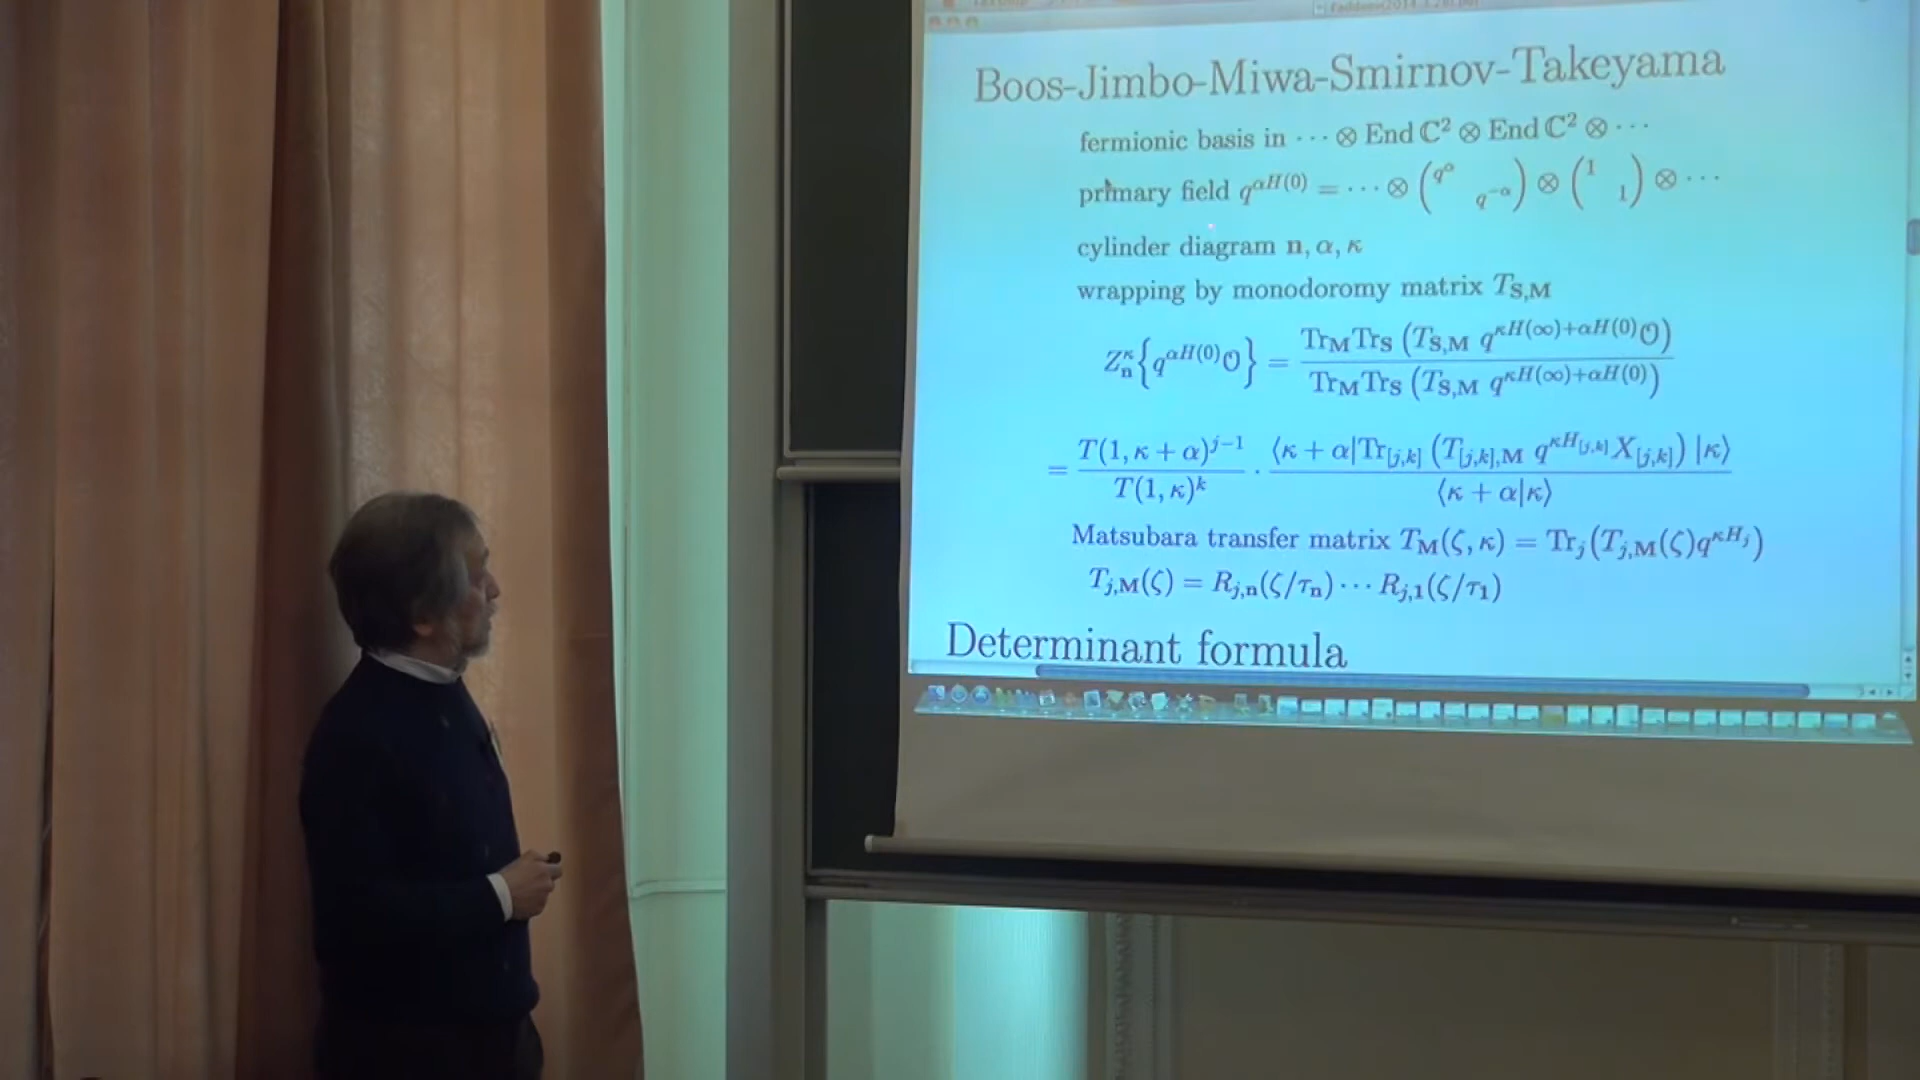 Boos-Jimbo-Miwa-Smirnov-Takeyama
fermionic basis in ⋯ ⊗ End ℂ² ⊗ End ℂ² ⊗ ⋯
primary field q^{αH(0)} = ⋯ ⊗ (q^α q^{-α}) ⊗ (1 1) ⊗ ⋯
cylinder diagram n, α, κ
wrapping by monodoromy matrix T_{S,M}
Z_n^κ{q^{αH(0)}𝒪} = Tr_M Tr_S (T_{S,M} q^{κH(∞)+αH(0)}𝒪) / Tr_M Tr_S (T_{S,M} q^{κH(∞)+αH(0)})
= T(1, κ + α)^{j−1} / T(1, κ)^k · ⟨κ + α|Tr_{[j,k]} (T_{[j,k],M} q^{κH_{[j,k]}} X_{[j,k]}) |κ⟩ / ⟨κ + α|κ⟩
Matsubara transfer matrix T_M(ζ, κ) = Tr_j(T_{j,M}(ζ)q^{κH_j})
T_{j,M}(ζ) = R_{j,n}(ζ/τ_n) ⋯ R_{j,1}(ζ/τ_1)
Determinant formula